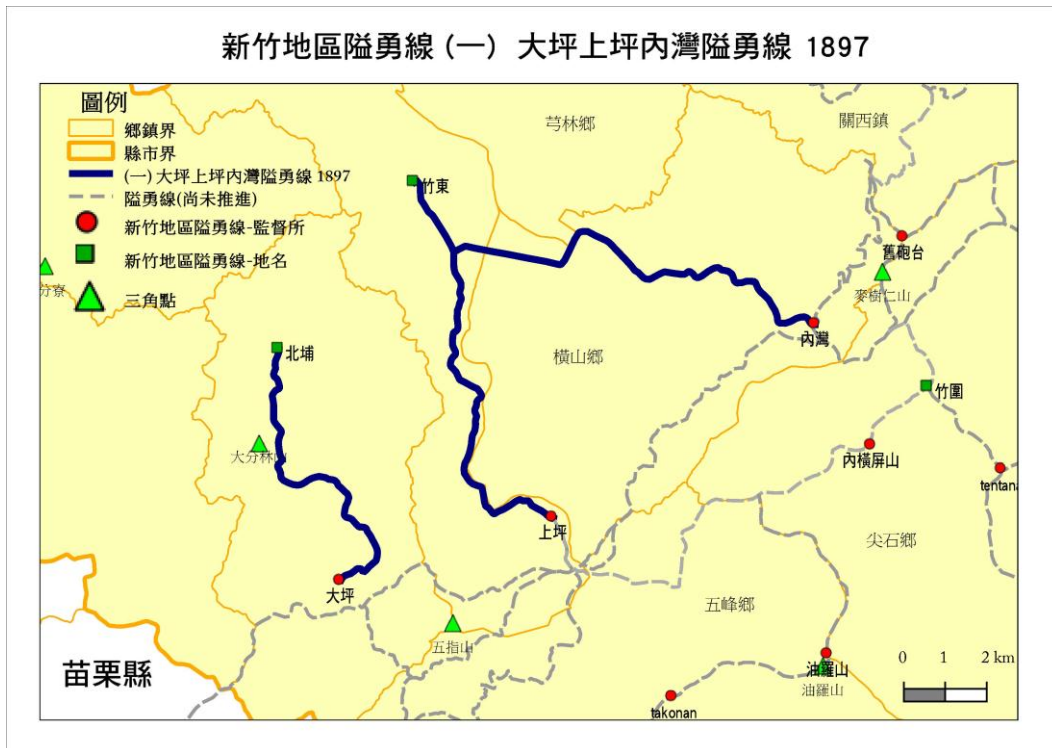 新竹地區隘勇線 (一) 大坪上坪內灣隘勇線 1897
圖例
鄉鎮界
縣市界
(一) 大坪上坪內灣隘勇線 1897
隘勇線(尚未推進)
新竹地區隘勇線-監督所
新竹地區隘勇線-地名
三角點
分寮
芎林鄉
關西鎮
竹東
舊砲台
麥樹仁山
內灣
北埔
橫山鄉
竹圍
大分林山
內橫屏山
tentana
上坪
尖石鄉
大坪
五峰鄉
五指山
苗栗縣
油羅山
油羅山
takonan
0 1 2 km